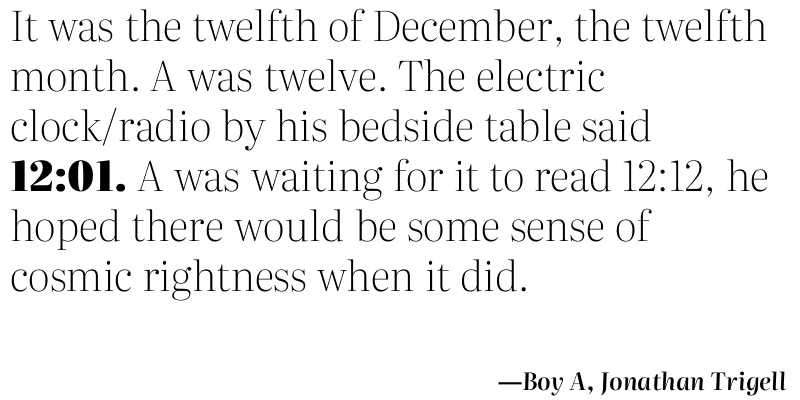 It was the twelfth of December, the twelfth
month. A was twelve. The electric
clock/radio by his bedside table said
12:01. A was waiting for it to read 12:12, he
hoped there would be some sense of
cosmic rightness when it did.
—Boy A, Jonathan Trigell